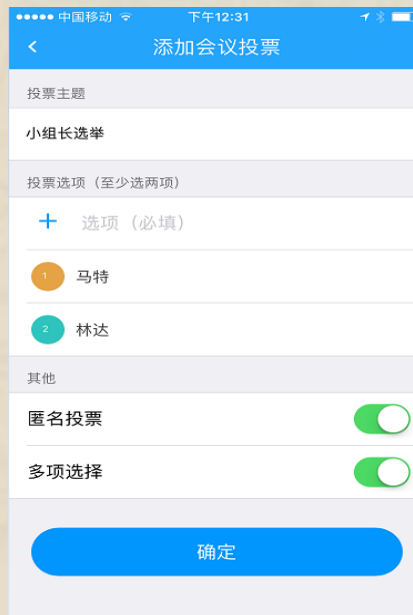 中国移动 下午12:31
添加会议投票
投票主题
小组长选举
投票选项（至少选两项）
+ 选项（必填）
1 马特
2 林达
其他
匿名投票
多项选择
确定